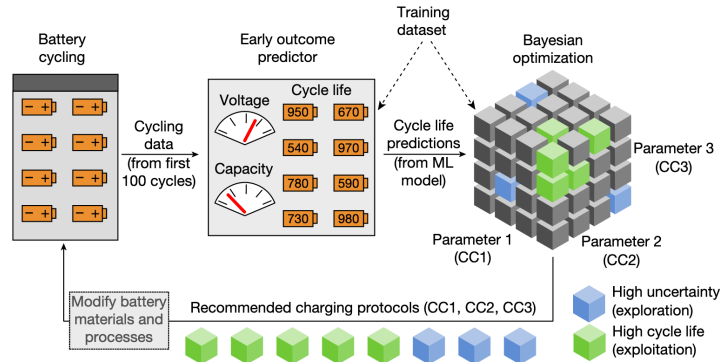 Battery
cycling
Early outcome
predictor
Training
dataset
Bayesian
optimization
Voltage
Capacity
Cycle life
950 670
540 970
780 590
730 980
Cycling
data
(from first
100 cycles)
Cycle life
predictions
(from ML
model)
Parameter 3
(CC3)
Parameter 1
(CC1)
Parameter 2
(CC2)
- + - +
- + - +
- + - +
- + - +
Modify battery
materials and
processes
Recommended charging protocols (CC1, CC2, CC3)
High uncertainty
(exploration)
High cycle life
(exploitation)